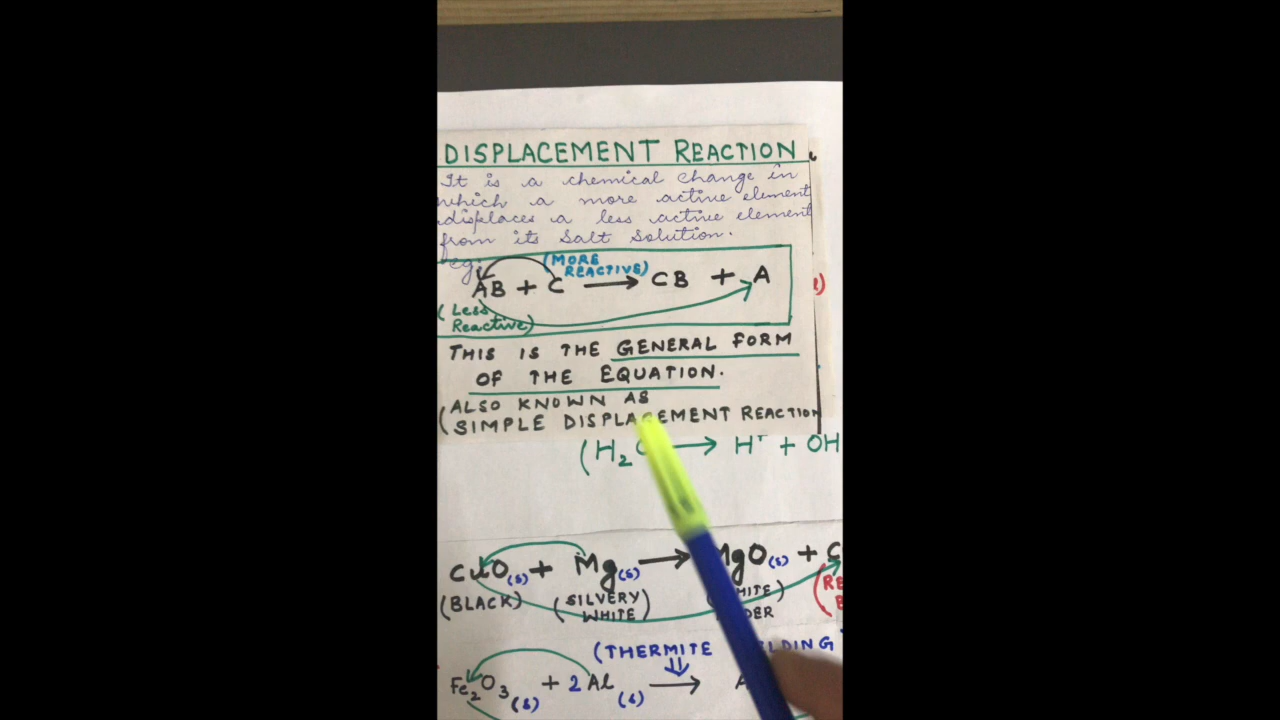 DISPLACEMENT REACTION
It is a chemical change in
which a more active element
displaces a less active element
from its salt solution.
eg:
(MORE
REACTIVE)
AB + C → CB + A
(Less
Reactive)
THIS IS THE GENERAL FORM
OF THE EQUATION.
(ALSO KNOWN AS
SIMPLE DISPLACEMENT REACTION
(H2 → H+ + OH
CuO(s) + Mg(s) → MgO(s) + C
(BLACK) (SILVERY
WHITE)
(THERMITE
Fe2O3(s) + 2Al(s) → A